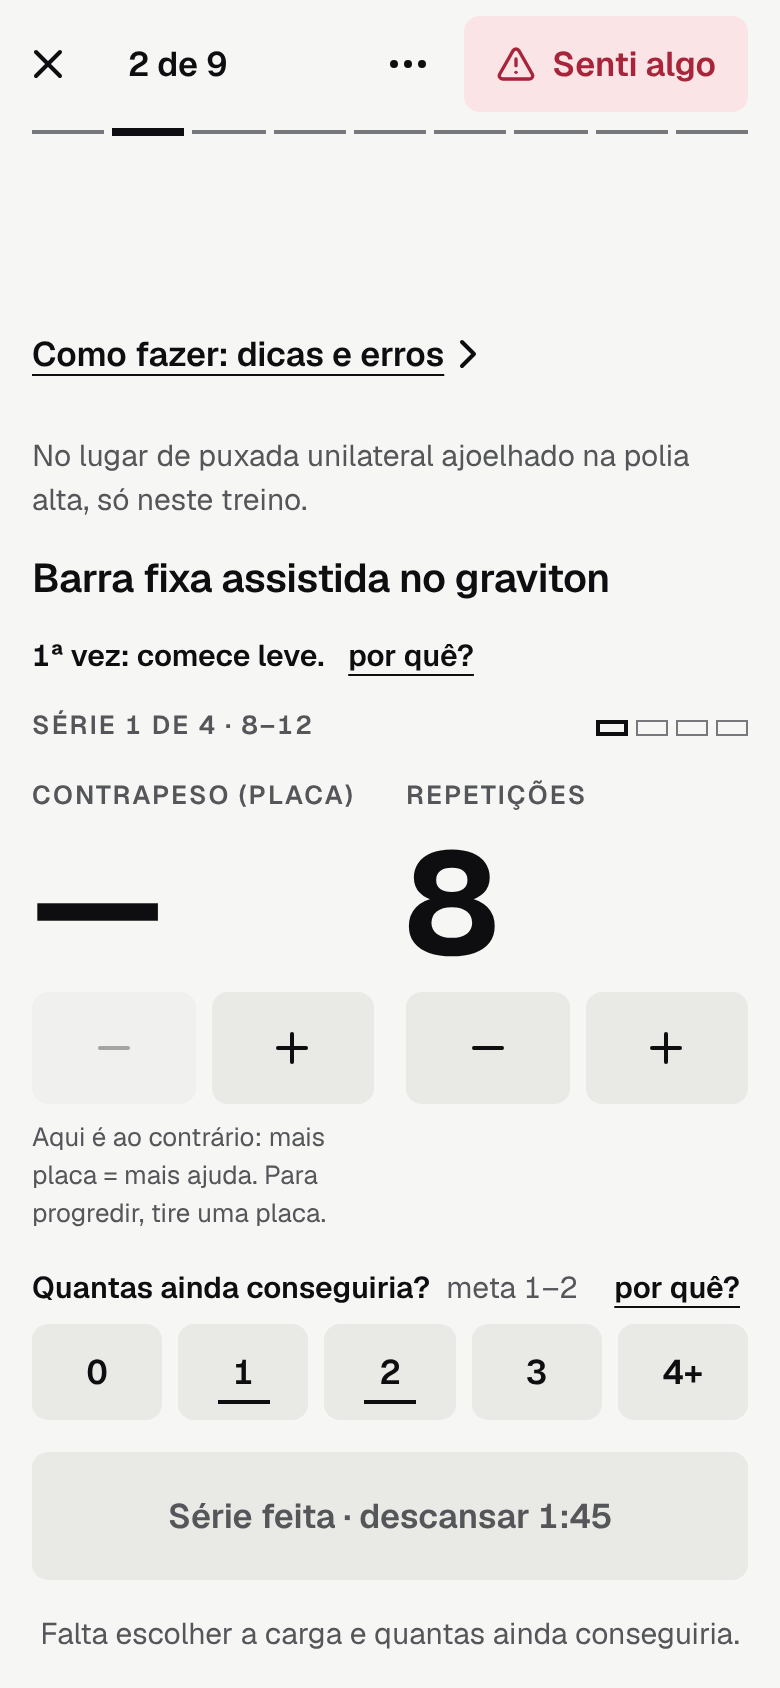 2 de 9
Senti algo
Como fazer: dicas e erros
No lugar de puxada unilateral ajoelhado na polia
alta, só neste treino.
Barra fixa assistida no graviton
1ª vez: comece leve. por quê?
SÉRIE 1 DE 4 · 8–12
CONTRAPESO (PLACA) REPETIÇÕES
— 8
− + − +
Aqui é ao contrário: mais
placa = mais ajuda. Para
progredir, tire uma placa.
Quantas ainda conseguiria? meta 1–2 por quê?
0 1 2 3 4+
Série feita · descansar 1:45
Falta escolher a carga e quantas ainda conseguiria.